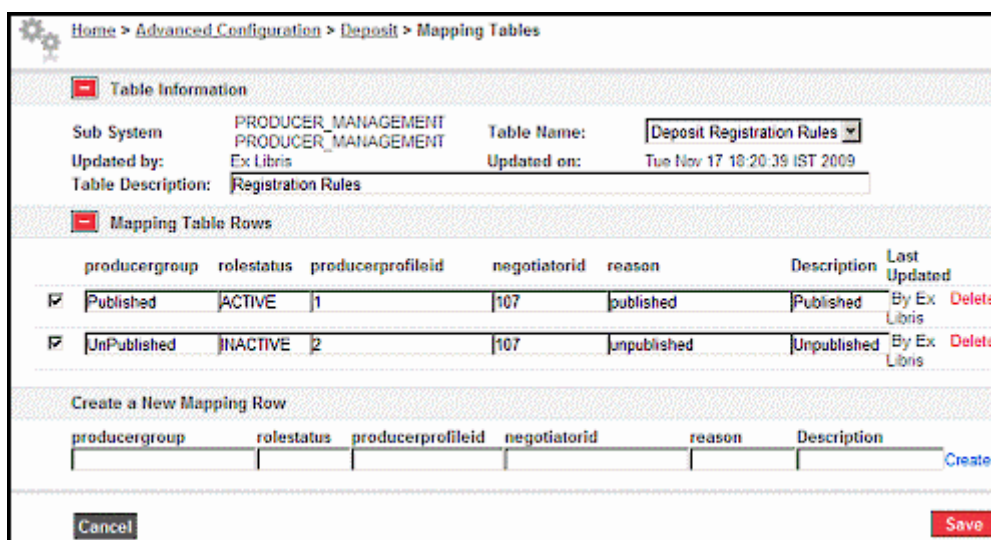 Home > Advanced Configuration > Deposit > Mapping Tables
Table Information
Sub System PRODUCER_MANAGEMENT PRODUCER_MANAGEMENT Table Name: Deposit Registration Rules
Updated by: Ex Libris Updated on: Tue Nov 17 18:20:39 IST 2009
Table Description: Registration Rules
Mapping Table Rows
producergroup rolestatus producerprofileid negotiatorid reason Description Last Updated
Published ACTIVE 1 107 published Published By Ex Libris Delete
UnPublished INACTIVE 2 107 unpublished Unpublished By Ex Libris Delete
Create a New Mapping Row
producergroup rolestatus producerprofileid negotiatorid reason Description
Create
Cancel Save